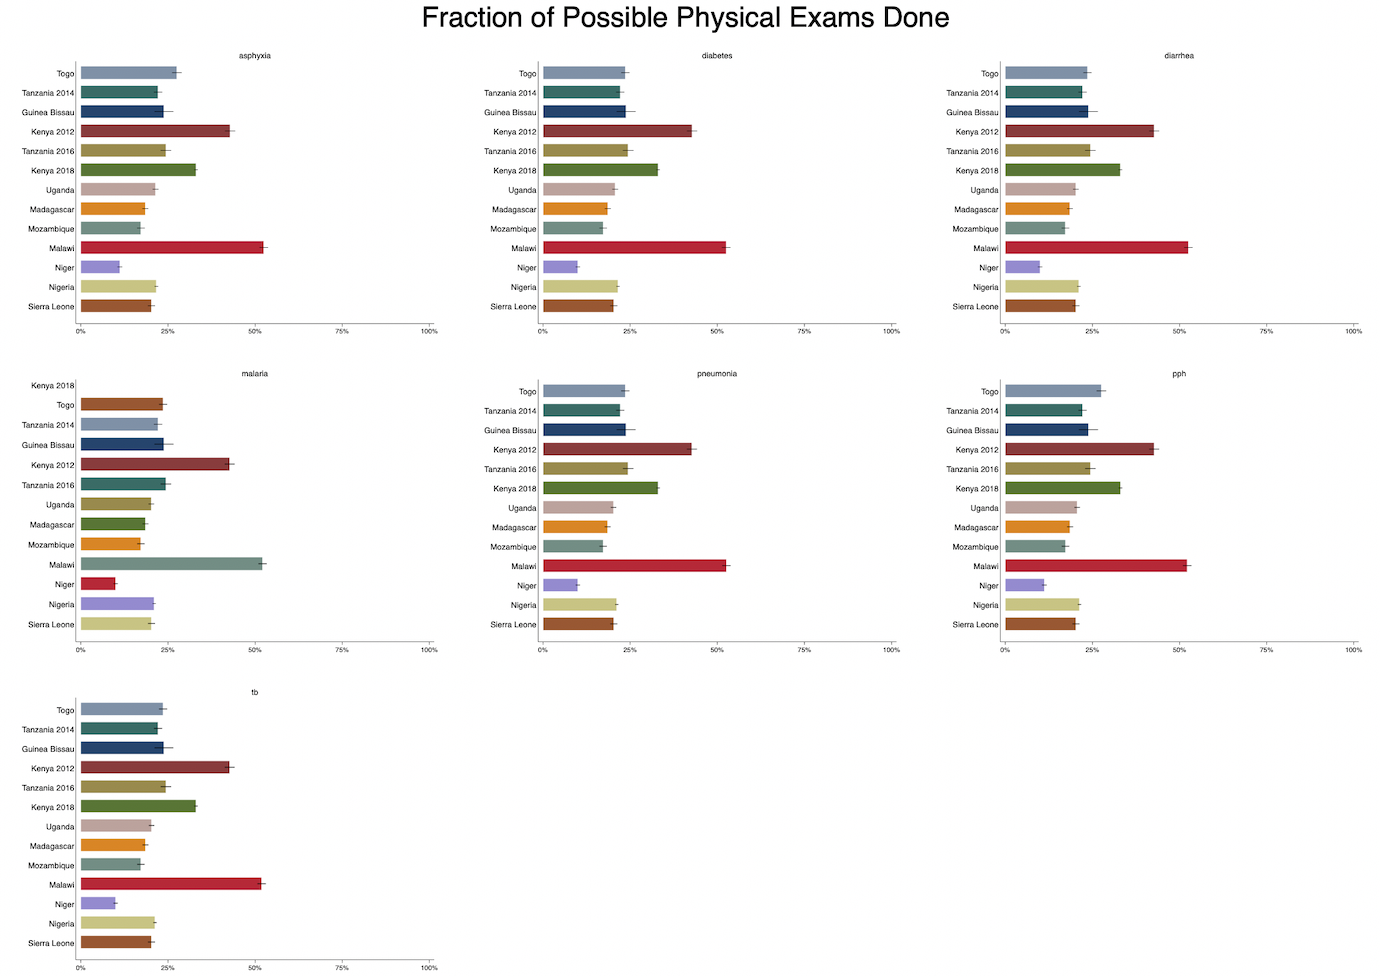 Fraction of Possible Physical Exams Done
asphyxia
Togo
Tanzania 2014
Guinea Bissau
Kenya 2012
Tanzania 2016
Kenya 2018
Uganda
Madagascar
Mozambique
Malawi
Niger
Nigeria
Sierra Leone
0% 25% 50% 75% 100%
diabetes
Togo
Tanzania 2014
Guinea Bissau
Kenya 2012
Tanzania 2016
Kenya 2018
Uganda
Madagascar
Mozambique
Malawi
Niger
Nigeria
Sierra Leone
0% 25% 50% 75% 100%
diarrhea
Togo
Tanzania 2014
Guinea Bissau
Kenya 2012
Tanzania 2016
Kenya 2018
Uganda
Madagascar
Mozambique
Malawi
Niger
Nigeria
Sierra Leone
0% 25% 50% 75% 100%
malaria
Kenya 2018
Togo
Tanzania 2014
Guinea Bissau
Kenya 2012
Tanzania 2016
Uganda
Madagascar
Mozambique
Malawi
Niger
Nigeria
Sierra Leone
0% 25% 50% 75% 100%
pneumonia
Togo
Tanzania 2014
Guinea Bissau
Kenya 2012
Tanzania 2016
Kenya 2018
Uganda
Madagascar
Mozambique
Malawi
Niger
Nigeria
Sierra Leone
0% 25% 50% 75% 100%
pph
Togo
Tanzania 2014
Guinea Bissau
Kenya 2012
Tanzania 2016
Kenya 2018
Uganda
Madagascar
Mozambique
Malawi
Niger
Nigeria
Sierra Leone
0% 25% 50% 75% 100%
tb
Togo
Tanzania 2014
Guinea Bissau
Kenya 2012
Tanzania 2016
Kenya 2018
Uganda
Madagascar
Mozambique
Malawi
Niger
Nigeria
Sierra Leone
0% 25% 50% 75% 100%